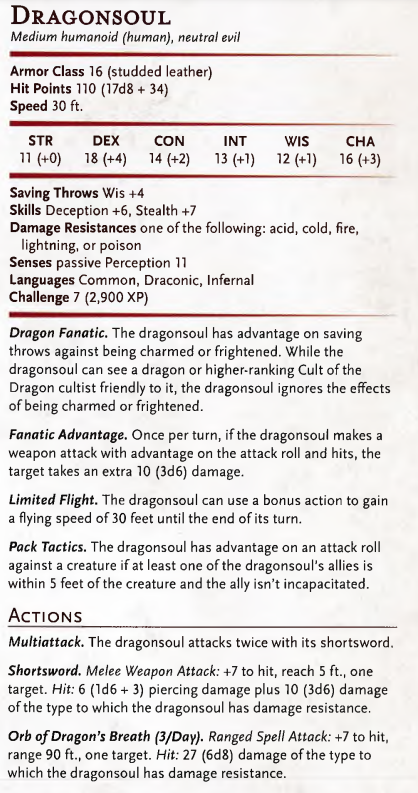 DRAGONSOUL
Medium humanoid (human), neutral evil
Armor Class 16 (studded leather)
Hit Points 110 (17d8 + 34)
Speed 30 ft.
STR DEX CON INT WIS CHA
11 (+0) 18 (+4) 14 (+2) 13 (+1) 12 (+1) 16 (+3)
Saving Throws Wis +4
Skills Deception +6, Stealth +7
Damage Resistances one of the following: acid, cold, fire,
lightning, or poison
Senses passive Perception 11
Languages Common, Draconic, Infernal
Challenge 7 (2,900 XP)
Dragon Fanatic. The dragonsoul has advantage on saving
throws against being charmed or frightened. While the
dragonsoul can see a dragon or higher-ranking Cult of the
Dragon cultist friendly to it, the dragonsoul ignores the effects
of being charmed or frightened.
Fanatic Advantage. Once per turn, if the dragonsoul makes a
weapon attack with advantage on the attack roll and hits, the
target takes an extra 10 (3d6) damage.
Limited Flight. The dragonsoul can use a bonus action to gain
a flying speed of 30 feet until the end of its turn.
Pack Tactics. The dragonsoul has advantage on an attack roll
against a creature if at least one of the dragonsoul's allies is
within 5 feet of the creature and the ally isn't incapacitated.
ACTIONS
Multiattack. The dragonsoul attacks twice with its shortsword.
Shortsword. Melee Weapon Attack: +7 to hit, reach 5 ft., one
target. Hit: 6 (1d6 + 3) piercing damage plus 10 (3d6) damage
of the type to which the dragonsoul has damage resistance.
Orb of Dragon's Breath (3/Day). Ranged Spell Attack: +7 to hit,
range 90 ft., one target. Hit: 27 (6d8) damage of the type to
which the dragonsoul has damage resistance.